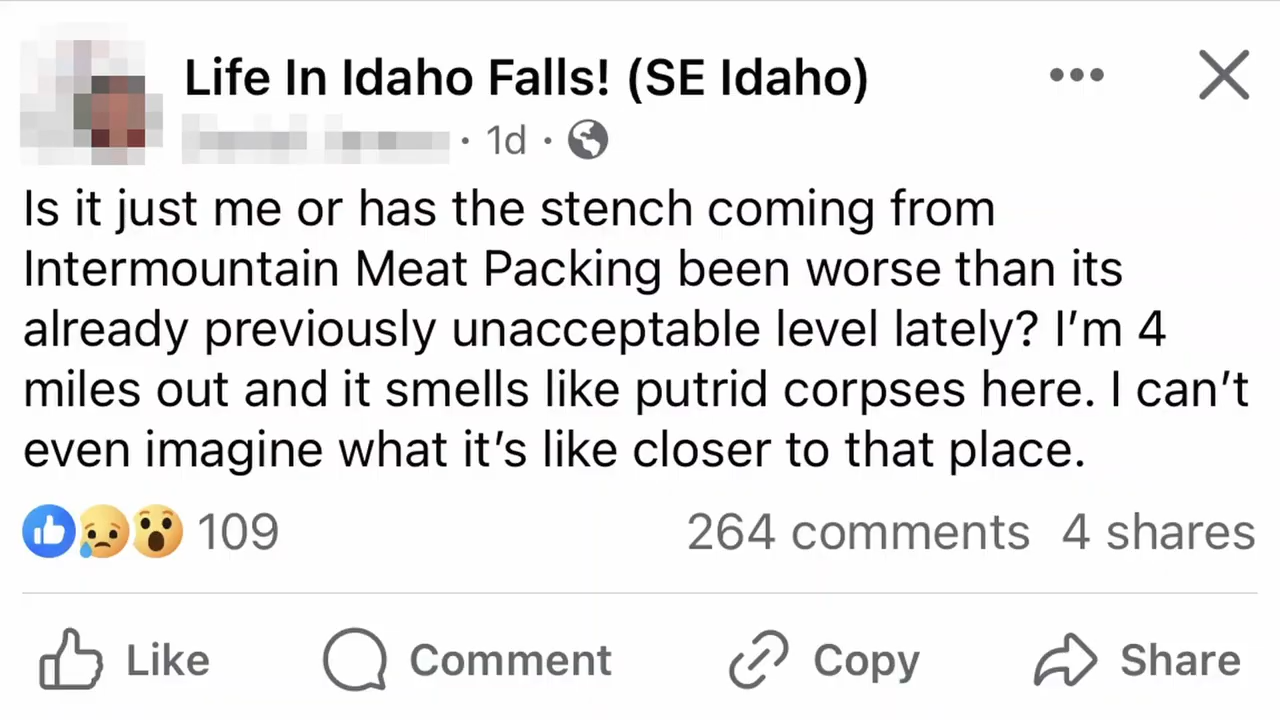 Life In Idaho Falls! (SE Idaho)
· 1d ·
Is it just me or has the stench coming from
Intermountain Meat Packing been worse than its
already previously unacceptable level lately? I’m 4
miles out and it smells like putrid corpses here. I can’t
even imagine what it’s like closer to that place.
109 264 comments 4 shares
Like Comment Copy Share